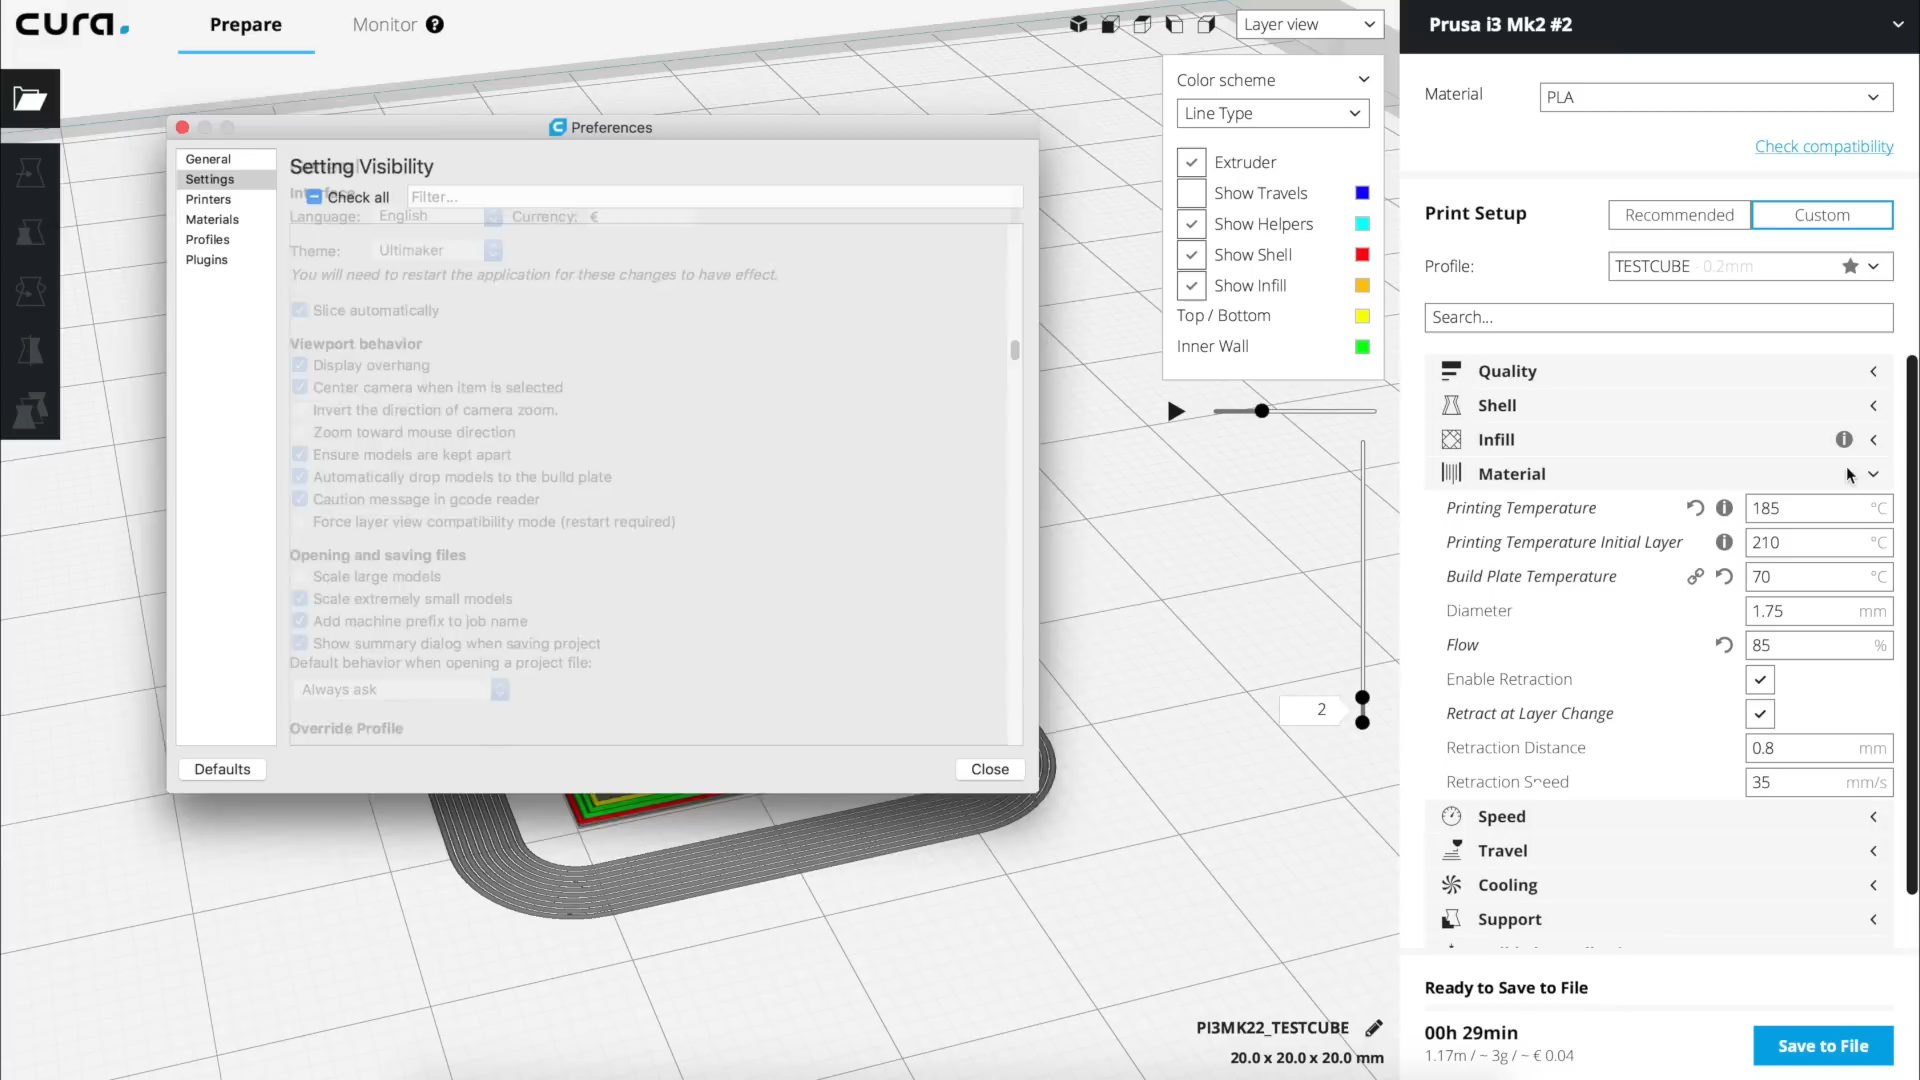 cura.
Prepare
Monitor
Layer view
Prusa i3 Mk2 #2
Color scheme
Line Type
Extruder
Show Travels
Show Helpers
Show Shell
Show Infill
Top / Bottom
Inner Wall
2
Preferences
General
Settings
Printers
Materials
Profiles
Plugins
Setting Visibility
Check all
Filter...
Language: English Currency: €
Theme: Ultimaker
You will need to restart the application for these changes to have effect.
Slice automatically
Viewport behavior
Display overhang
Center camera when item is selected
Invert the direction of camera zoom.
Zoom toward mouse direction
Ensure models are kept apart
Automatically drop models to the build plate
Caution message in gcode reader
Force layer view compatibility mode (restart required)
Opening and saving files
Scale large models
Scale extremely small models
Add machine prefix to job name
Show summary dialog when saving project
Default behavior when opening a project file:
Always ask
Override Profile
Defaults
Close
Material PLA
Check compatibility
Print Setup Recommended Custom
Profile: TESTCUBE - 0.2mm
Search...
Quality
Shell
Infill
Material
Printing Temperature 185 °C
Printing Temperature Initial Layer 210 °C
Build Plate Temperature 70 °C
Diameter 1.75 mm
Flow 85 %
Enable Retraction
Retract at Layer Change
Retraction Distance 0.8 mm
Retraction Speed 35 mm/s
Speed
Travel
Cooling
Support
PI3MK22_TESTCUBE
20.0 x 20.0 x 20.0 mm
Ready to Save to File
00h 29min
1.17m / ~ 3g / ~ € 0.04
Save to File